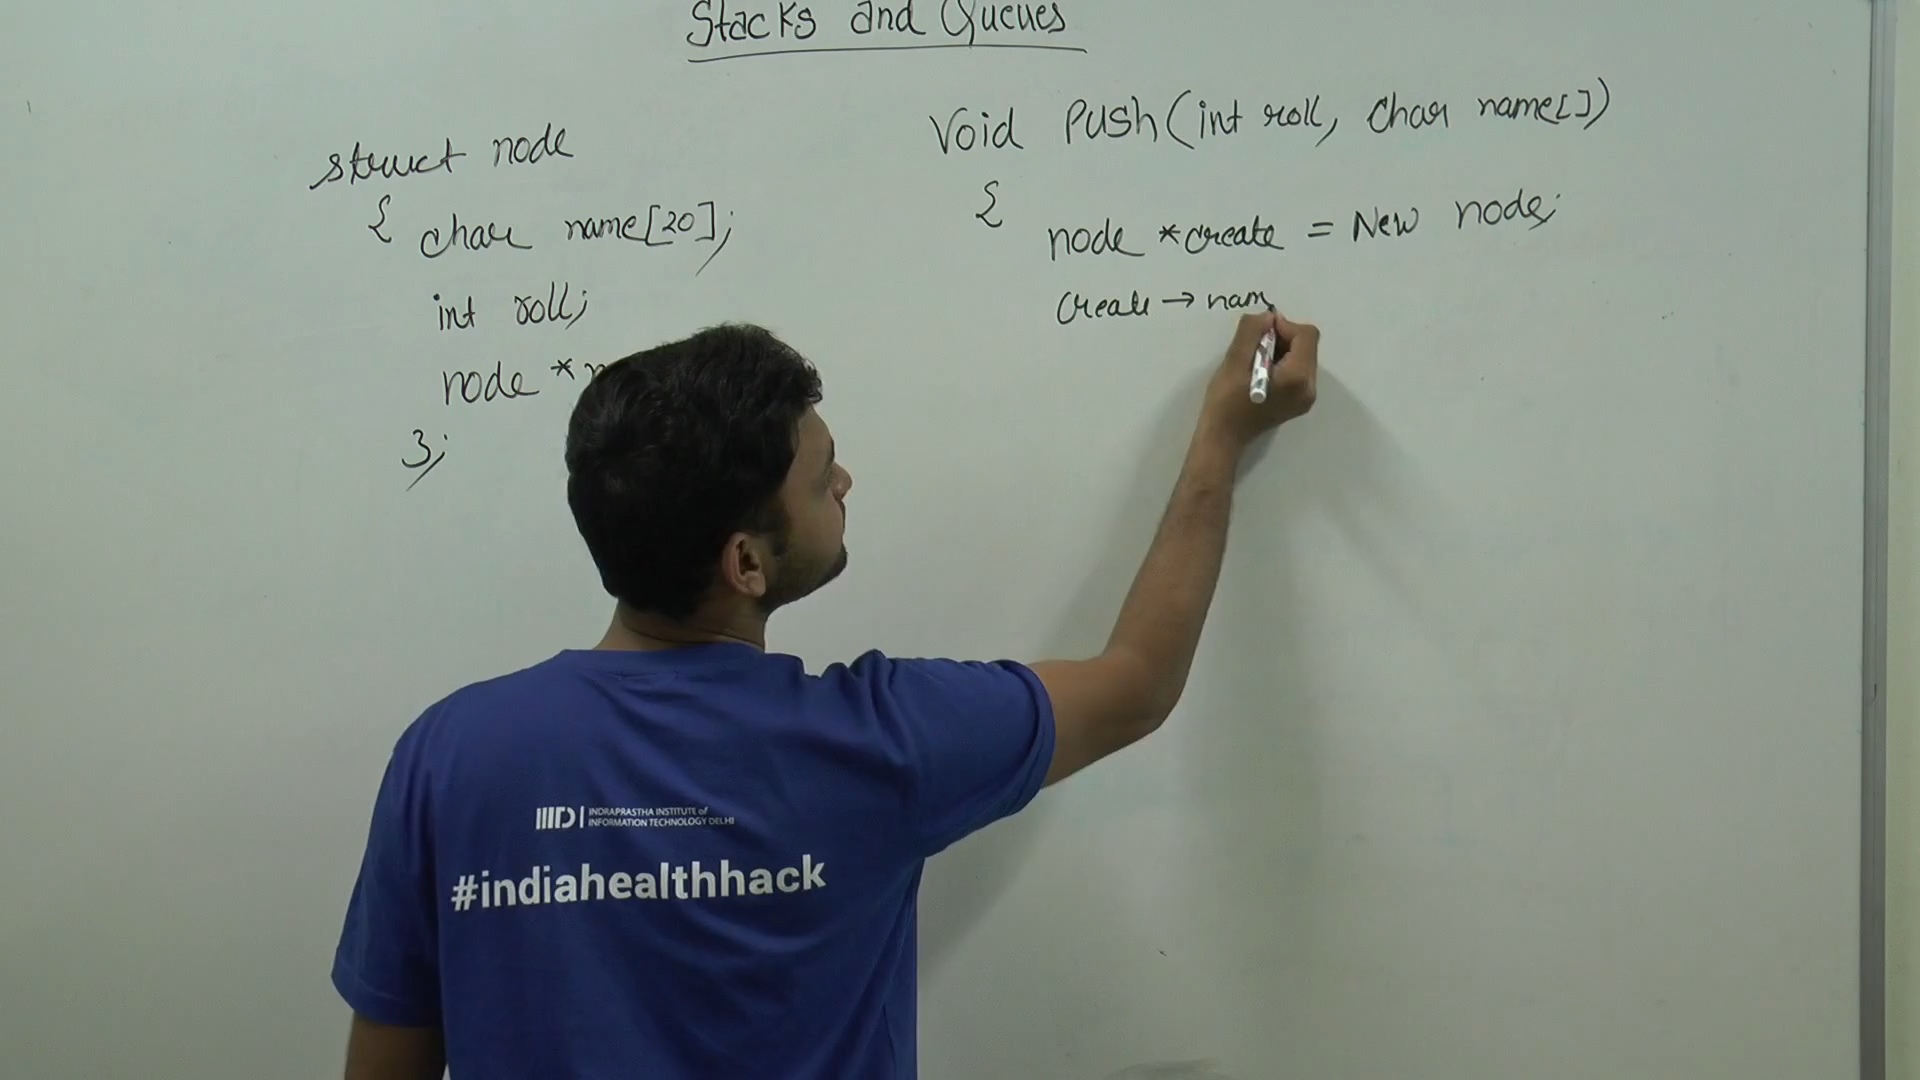 Stacks and Queues
struct node
{ char name[20];
int roll;
node *
};
Void Push(int roll, char name[])
{
node *create = New node;
create → nam
IIITD | INDRAPRASTHA INSTITUTE of
INFORMATION TECHNOLOGY DELHI
#indiahealthhack